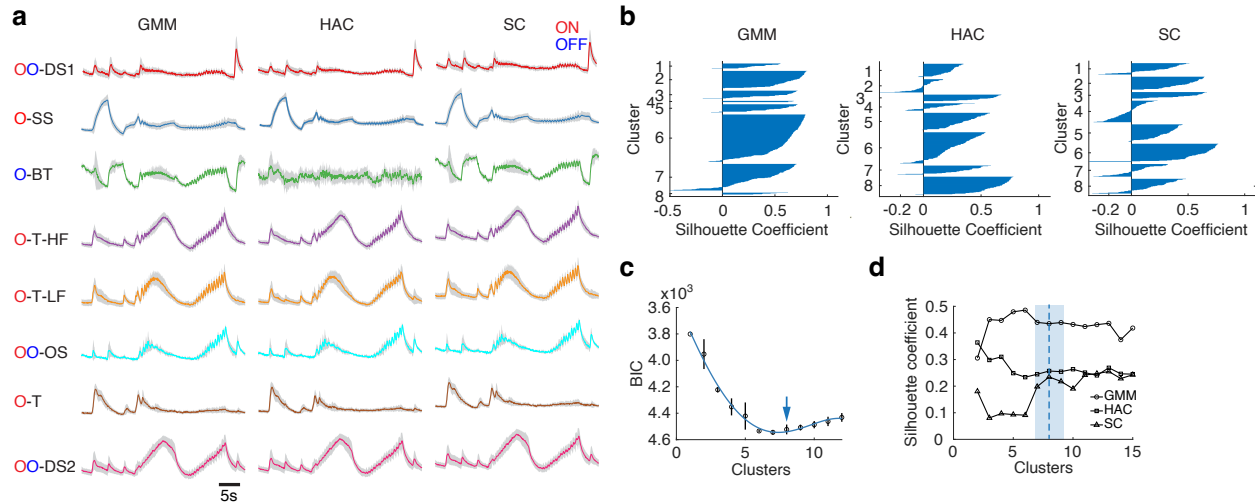 a
GMM HAC SC
ON
OFF
OO-DS1
O-SS
O-BT
O-T-HF
O-T-LF
OO-OS
O-T
OO-DS2
5s
b
GMM HAC SC
Cluster
1
2
3
45
6
7
8
-0.5 0 0.5 1
Silhouette Coefficient
Cluster
1
2
3
4
5
6
7
8
-0.2 0 0.5 1
Silhouette Coefficient
Cluster
1
2
3
4
5
6
7
8
-0.2 0 0.5 1
Silhouette Coefficient
c
×10³
BIC
3.6
3.8
4.0
4.2
4.4
4.6
0 5 10
Clusters
d
Silhouette coefficient
0.5
0.4
0.3
0.2
0.1
0
GMM
HAC
SC
0 5 10 15
Clusters